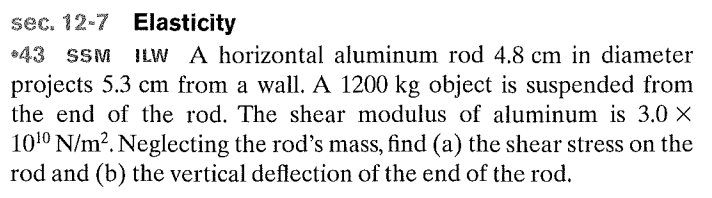 sec. 12-7 Elasticity
•43 SSM ILW A horizontal aluminum rod 4.8 cm in diameter
projects 5.3 cm from a wall. A 1200 kg object is suspended from
the end of the rod. The shear modulus of aluminum is 3.0 ×
10¹⁰ N/m². Neglecting the rod's mass, find (a) the shear stress on the
rod and (b) the vertical deflection of the end of the rod.